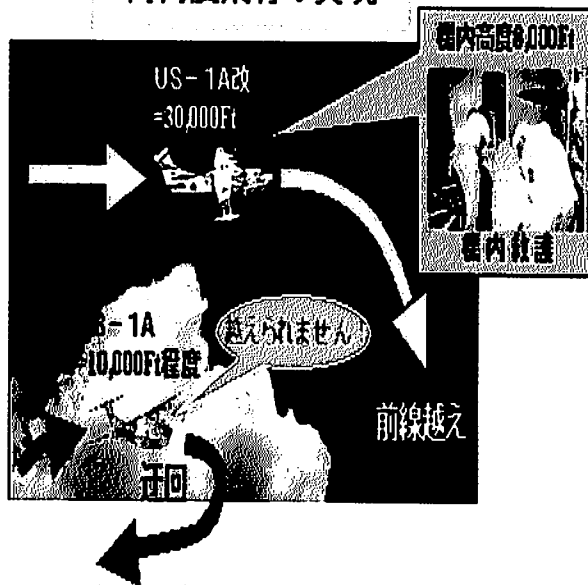 US-1A改
=30,000Ft
機内高度8,000Ft
機内救護
-1A
10,000Ft程度
越えられません!
前線越え
迂回